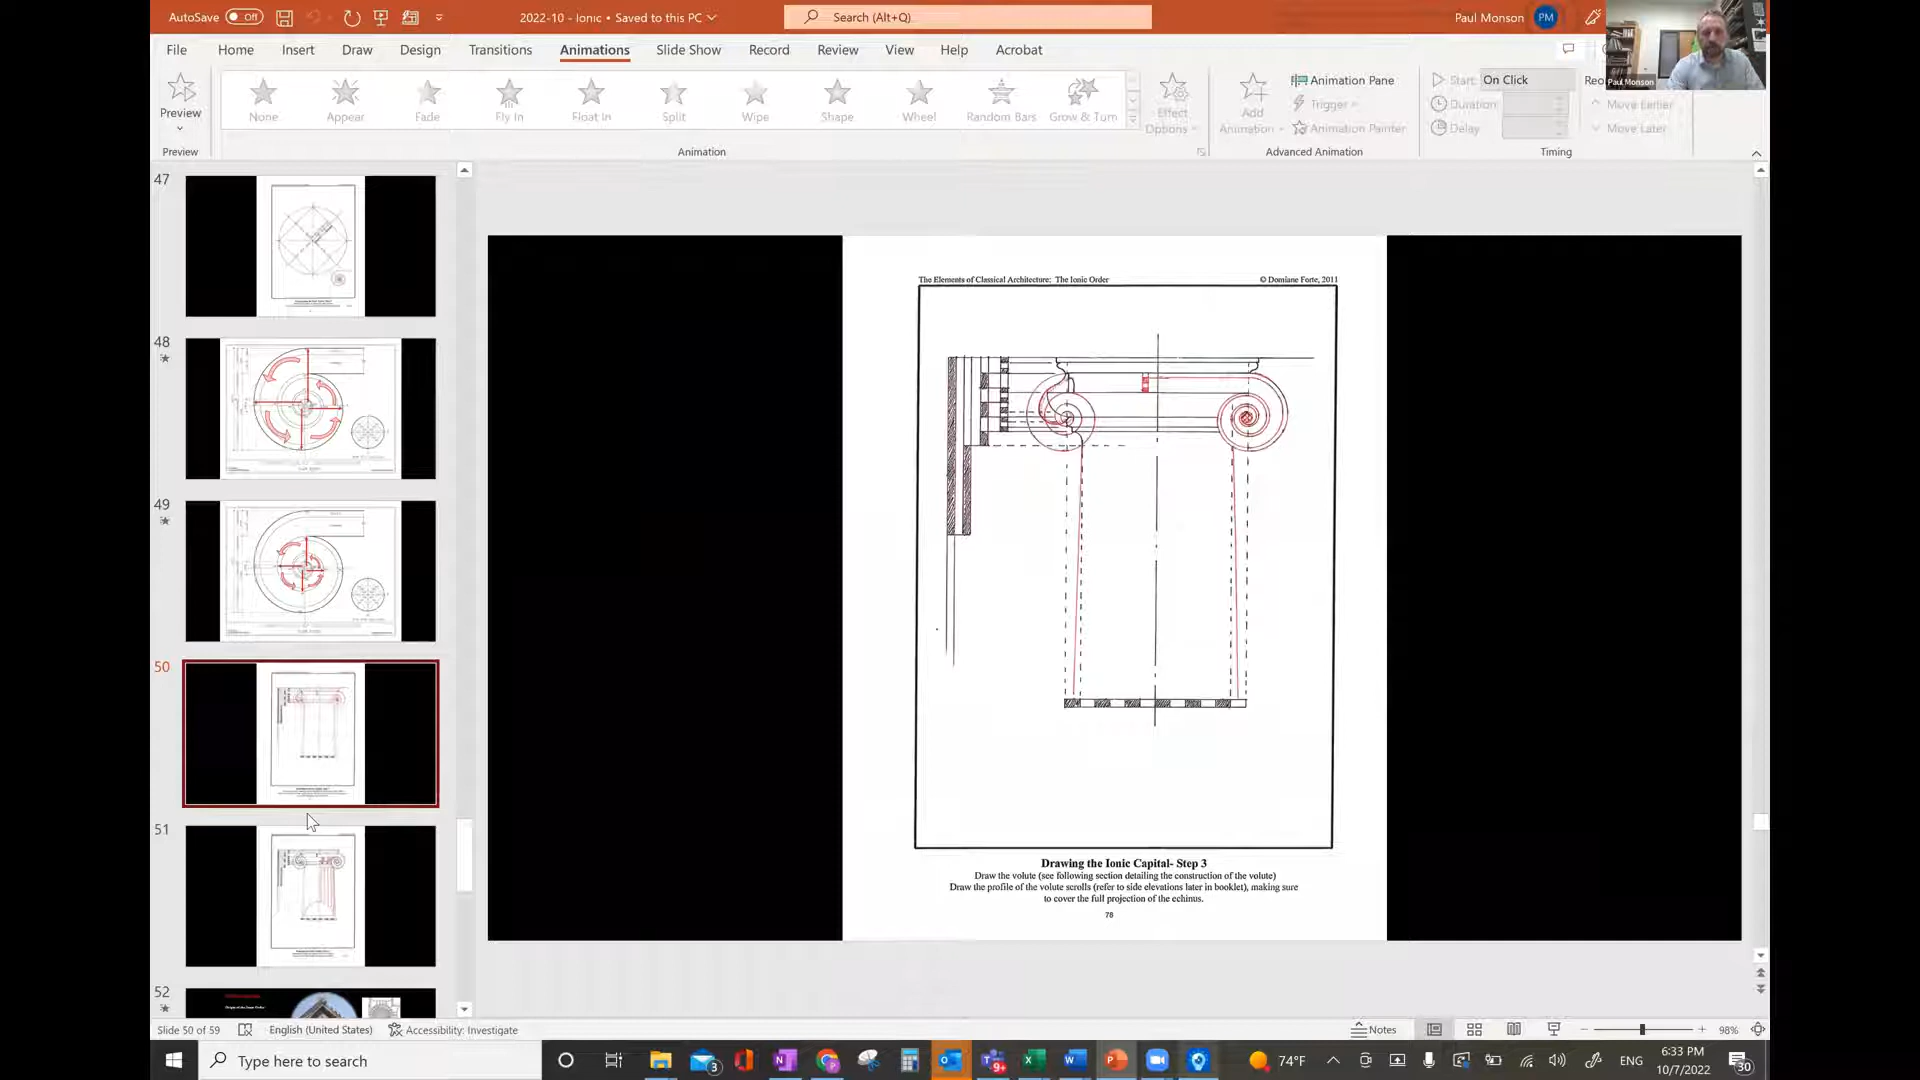 AutoSave Off
2022-10 - Ionic • Saved to this PC
Search (Alt+Q)
Paul Monson PM
File Home Insert Draw Design Transitions Animations Slide Show Record Review View Help Acrobat
Preview
Preview
None Appear Fade Fly In Float In Split Wipe Shape Wheel Random Bars Grow & Turn
Animation
Effect Options
Add Animation
Animation Pane
Trigger
Animation Painter
Advanced Animation
Start: On Click
Duration
Delay
Move Earlier
Move Later
Timing
Paul Monson
47
48
49
50
51
52
The Elements of Classical Architecture: The Ionic Order © Domiane Forte, 2011
Drawing the Ionic Capital- Step 3
Draw the volute (see following section detailing the construction of the volute)
Draw the profile of the volute scrolls (refer to side elevations later in booklet), making sure
to cover the full projection of the echinus.
78
Slide 50 of 59 English (United States) Accessibility: Investigate Notes 98%
Type here to search 3 9+ 74°F ENG 6:33 PM
10/7/2022 30